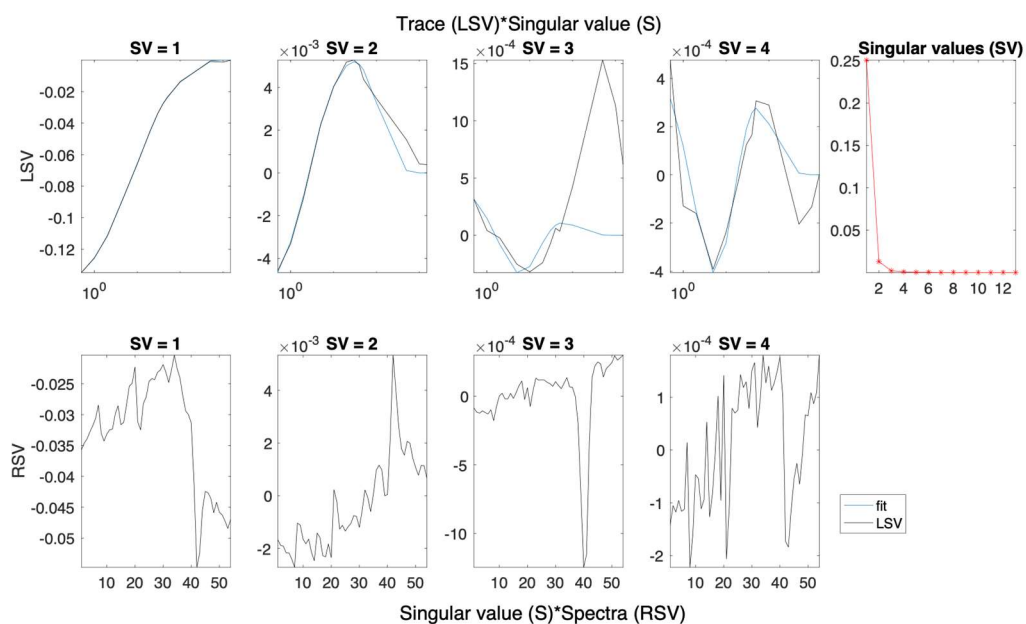 Trace (LSV)*Singular value (S)
SV = 1
×10⁻³ SV = 2
×10⁻⁴ SV = 3
×10⁻⁴ SV = 4
Singular values (SV)
LSV
-0.02
-0.04
-0.06
-0.08
-0.1
-0.12
10⁰
4
2
0
-2
-4
10⁰
15
10
5
0
10⁰
4
2
0
-2
-4
10⁰
0.25
0.20
0.15
0.10
0.05
2 4 6 8 10 12
SV = 1
×10⁻³ SV = 2
×10⁻⁴ SV = 3
×10⁻⁴ SV = 4
RSV
-0.025
-0.03
-0.035
-0.04
-0.045
-0.05
10 20 30 40 50
4
2
0
-2
10 20 30 40 50
0
-5
-10
10 20 30 40 50
1
0
-1
-2
10 20 30 40 50
fit
LSV
Singular value (S)*Spectra (RSV)